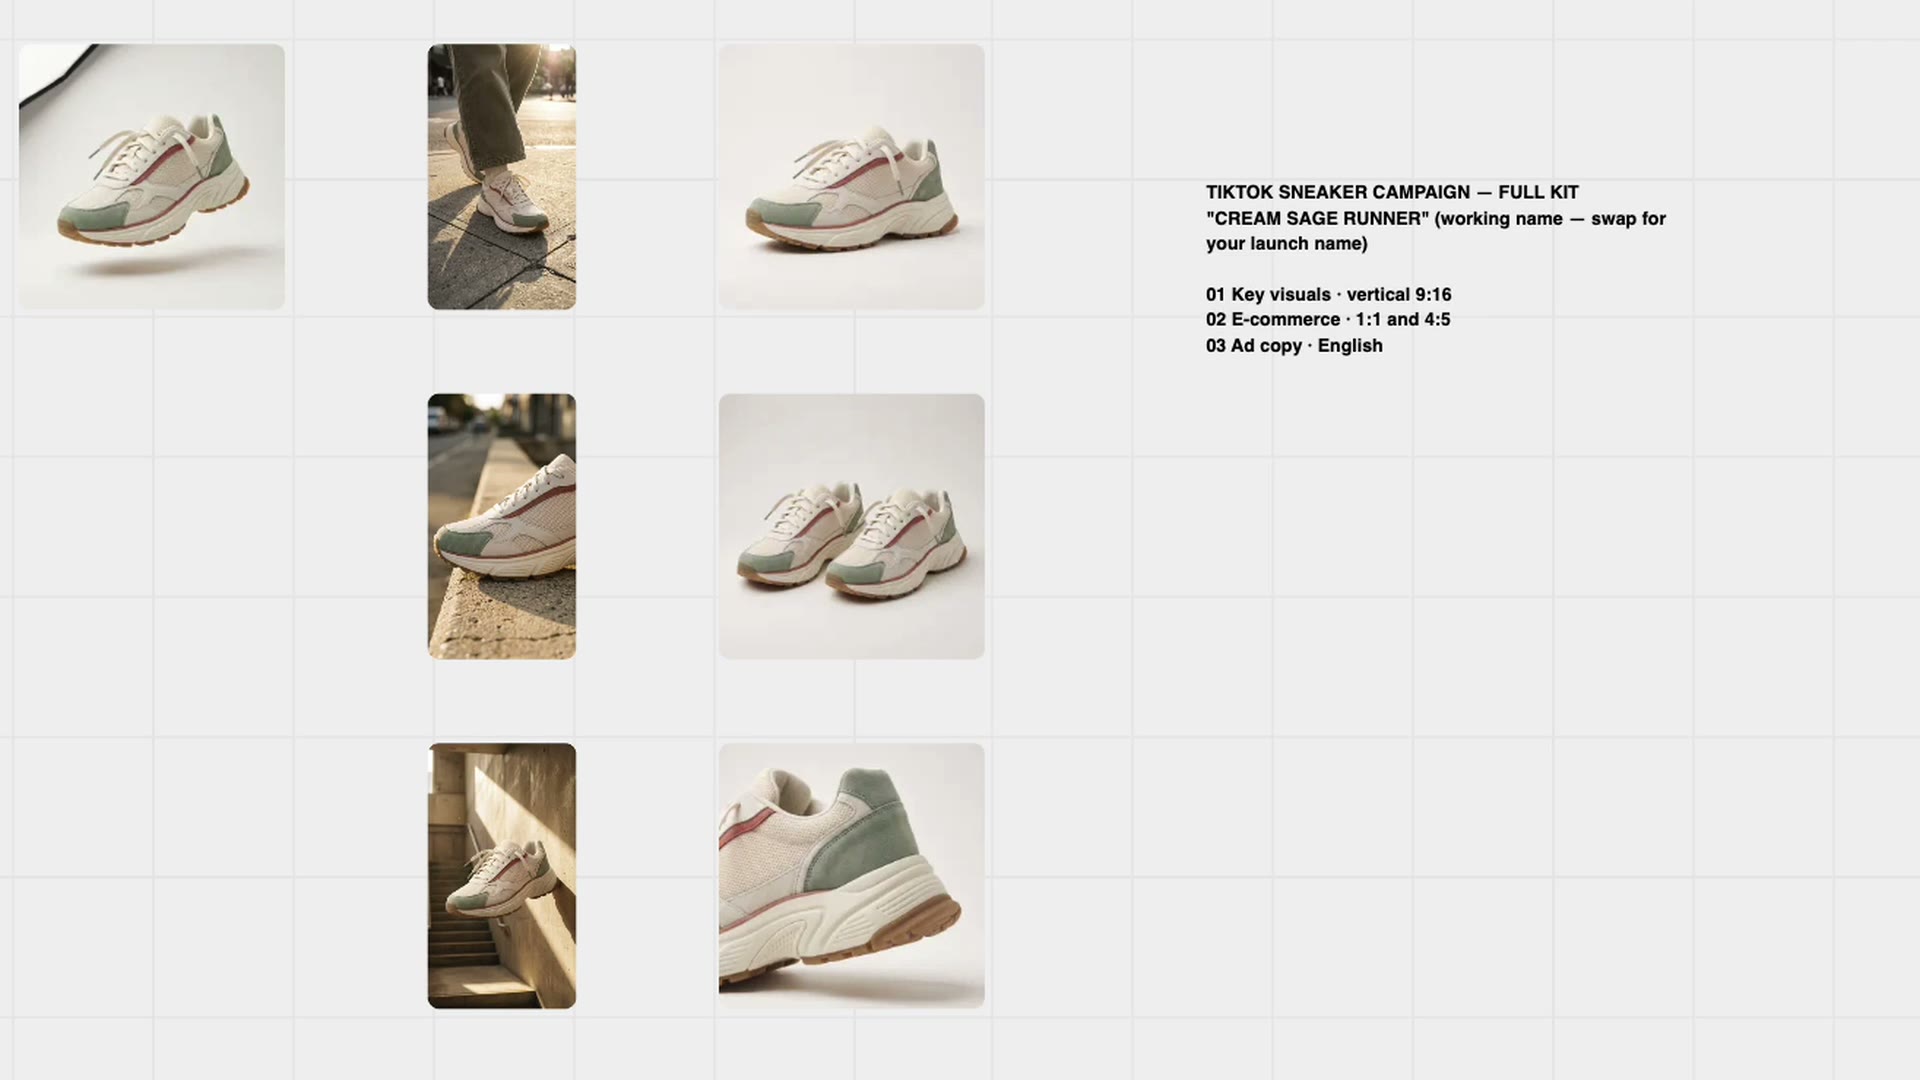 TIKTOK SNEAKER CAMPAIGN — FULL KIT
"CREAM SAGE RUNNER" (working name — swap for
your launch name)
01 Key visuals · vertical 9:16
02 E-commerce · 1:1 and 4:5
03 Ad copy · English